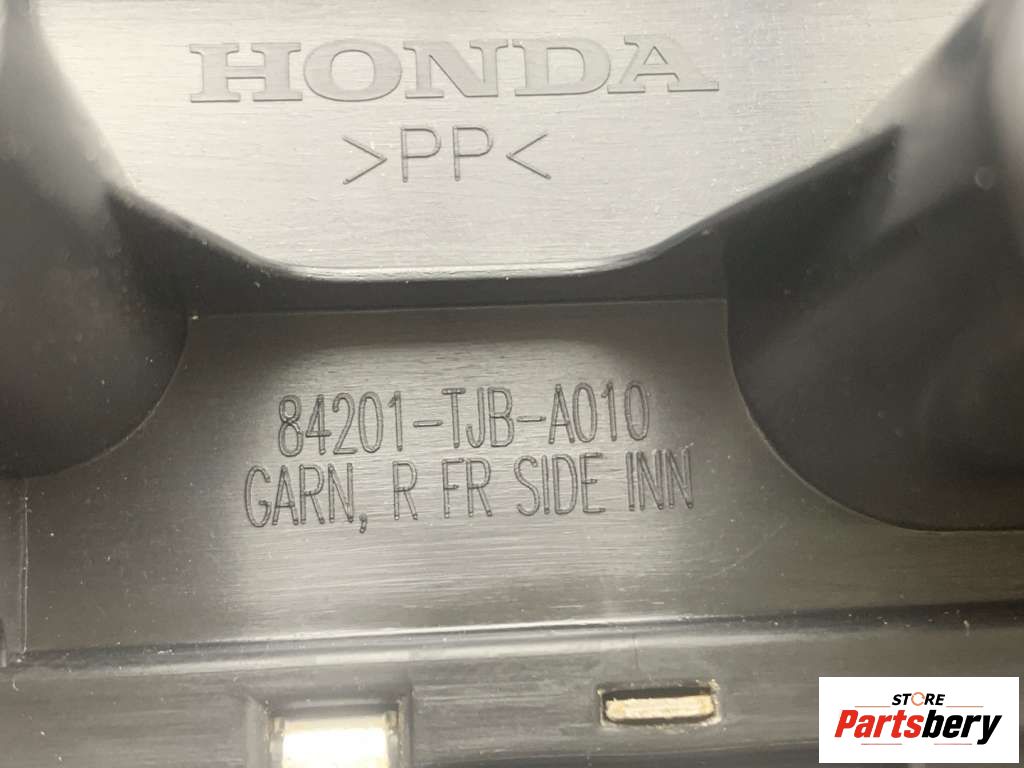 HONDA
>PP<
84201-TJB-A010
GARN, R FR SIDE INN
STORE
Partsbery